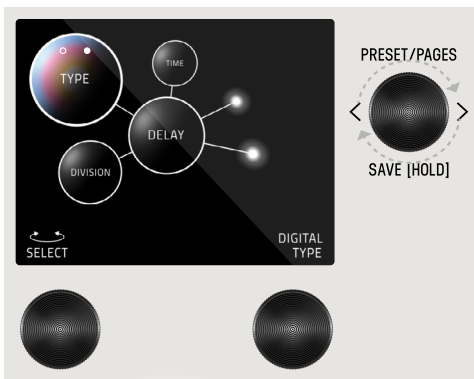 PRESET/PAGES
TYPE
TIME
DELAY
DIVISION
< >
SAVE [HOLD]
SELECT
DIGITAL
TYPE